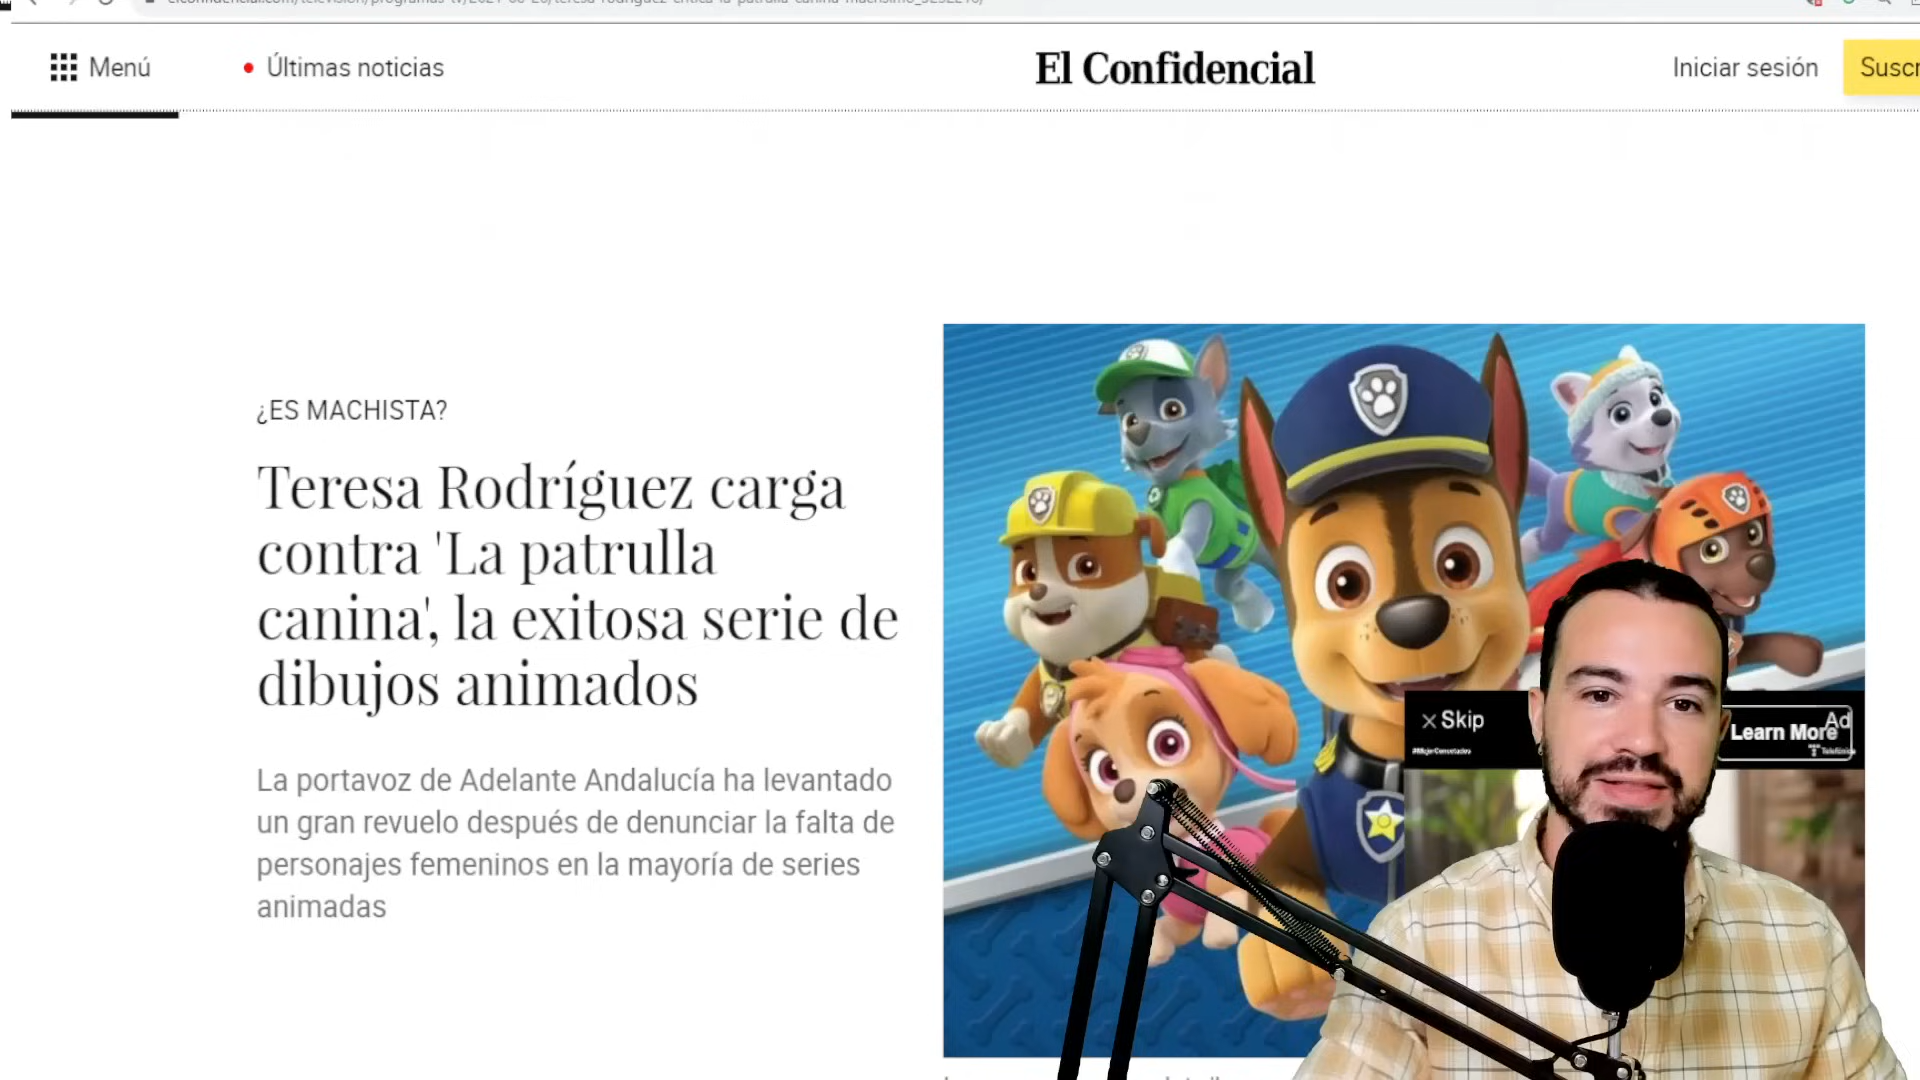 Menú
Últimas noticias
El Confidencial
Iniciar sesión
¿ES MACHISTA?
Teresa Rodríguez carga
contra 'La patrulla
canina', la exitosa serie de
dibujos animados
La portavoz de Adelante Andalucía ha levantado
un gran revuelo después de denunciar la falta de
personajes femeninos en la mayoría de series
animadas
Skip
Ad
Learn More